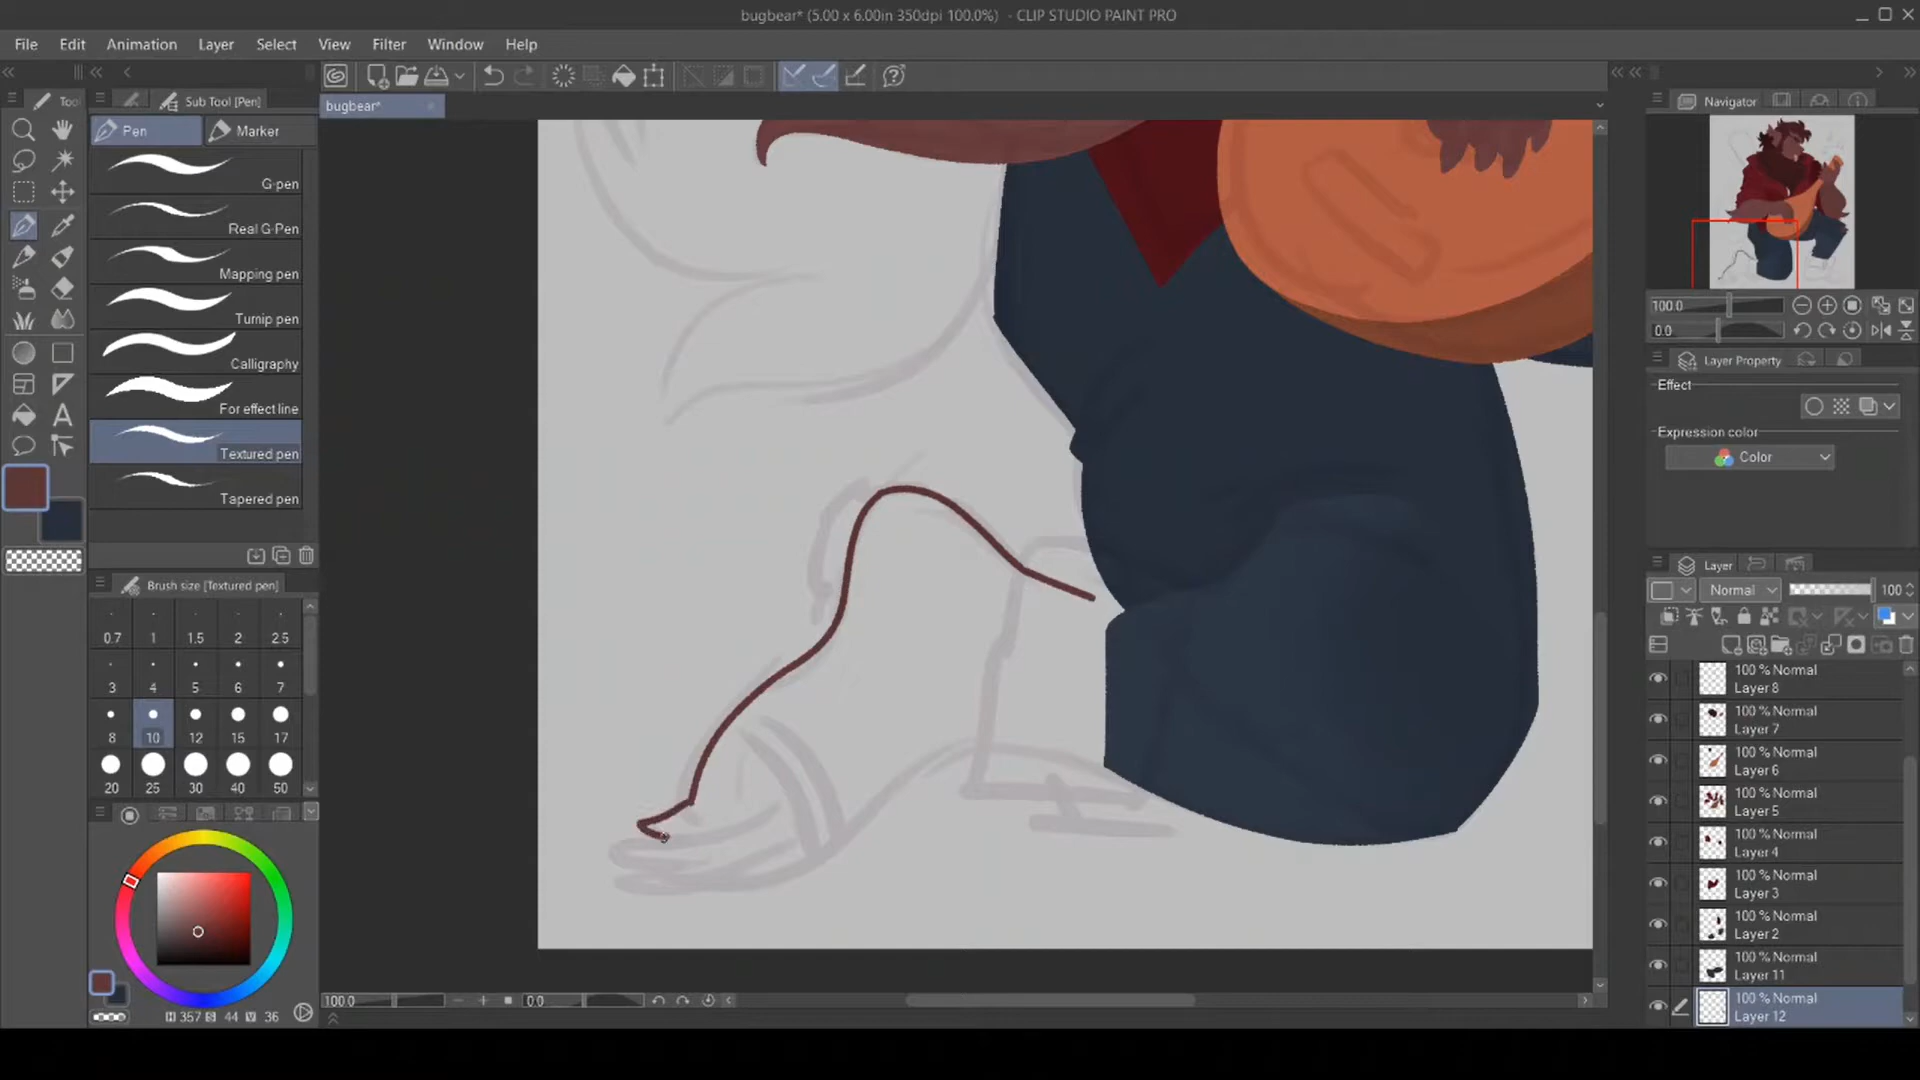 bugbear* (5.00 x 6.00in 350dpi 100.0%) - CLIP STUDIO PAINT PRO
File Edit Animation Layer Select View Filter Window Help
Too Sub Tool [Pen] bugbear* Navigator
Pen Marker
G-pen
Real G-Pen
Mapping pen
Turnip pen
Calligraphy
For effect line
Textured pen
Tapered pen
Brush size [Textured pen]
0.7 1 1.5 2 2.5
3 4 5 6 7
8 10 12 15 17
20 25 30 40 50
H 357 S 44 V 36
100.0 0.0
100.0
0.0
Layer Property
Effect
Expression color
Color
Layer
Normal 100
100 % Normal
Layer 8
100 % Normal
Layer 7
100 % Normal
Layer 6
100 % Normal
Layer 5
100 % Normal
Layer 4
100 % Normal
Layer 3
100 % Normal
Layer 2
100 % Normal
Layer 11
100 % Normal
Layer 12